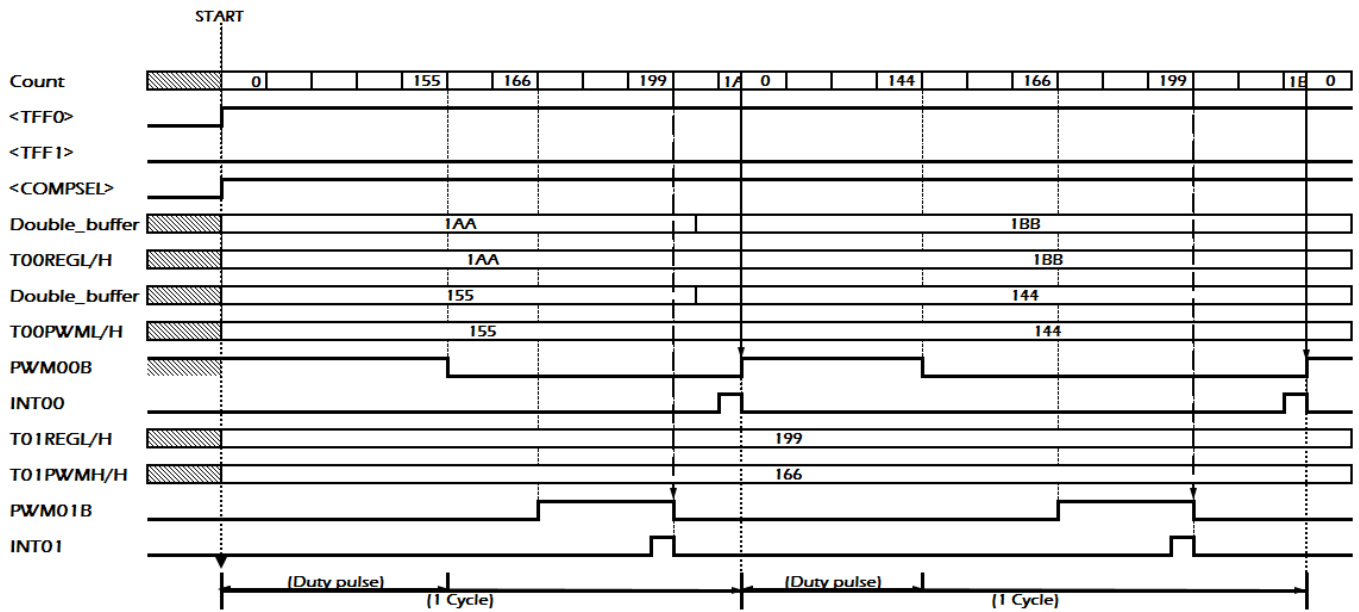 START
Count 0 155 166 199 1A 0 144 166 199 1B 0
<TFF0>
<TFF1>
<COMPSEL>
Double_buffer 1AA 1BB
T00REGL/H 1AA 1BB
Double_buffer 155 144
T00PWML/H 155 144
PWM00B
INT00
T01REGL/H 199
T01PWMH/H 166
PWM01B
INT01
(Duty pulse) (Duty pulse)
(1 Cycle) (1 Cycle)